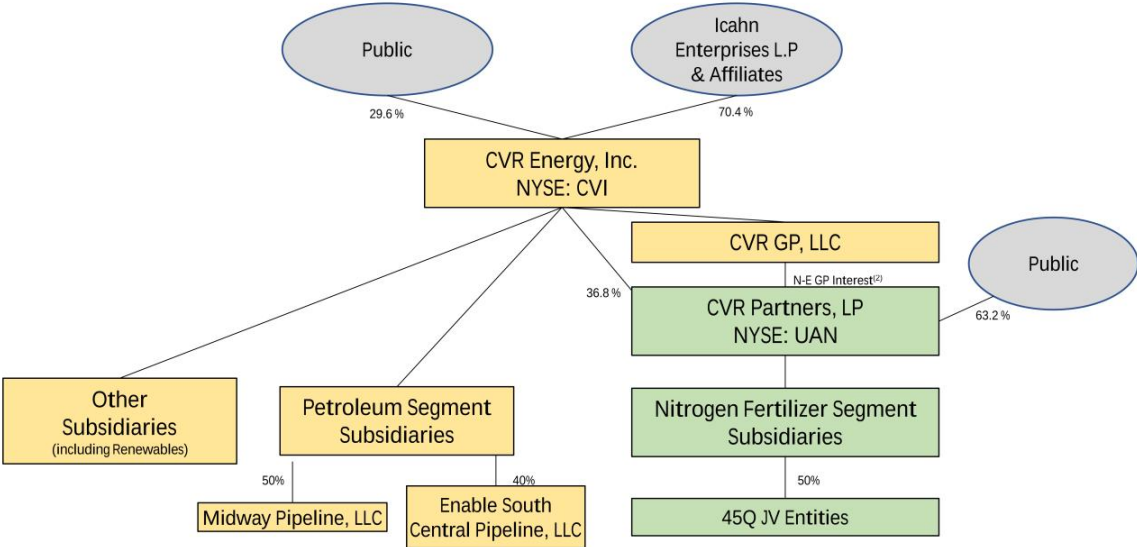 Public
Icahn
Enterprises L.P
& Affiliates
29.6 %
70.4 %
CVR Energy, Inc.
NYSE: CVI
CVR GP, LLC
Public
N-E GP Interest(2)
36.8 %
CVR Partners, LP
NYSE: UAN
63.2 %
Other
Subsidiaries
(including Renewables)
Petroleum Segment
Subsidiaries
Nitrogen Fertilizer Segment
Subsidiaries
50%
40%
50%
Midway Pipeline, LLC
Enable South
Central Pipeline, LLC
45Q JV Entities